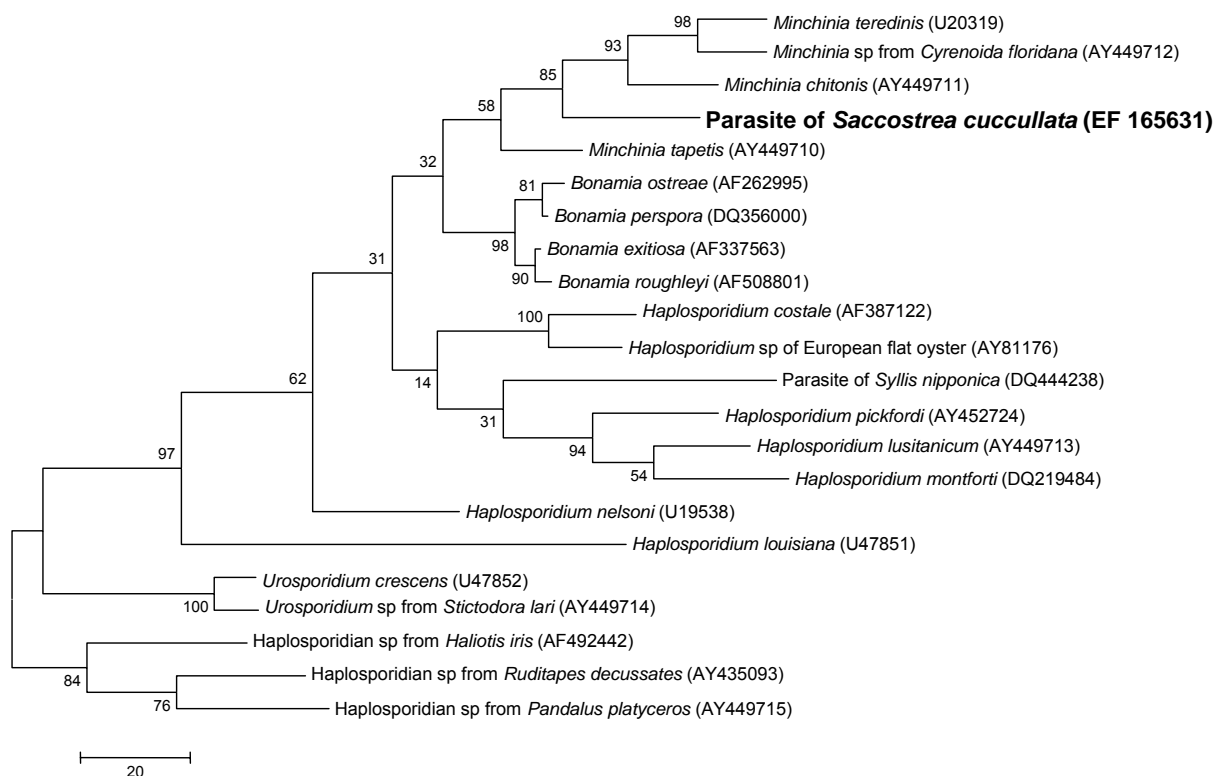 98
Minchinia teredinis (U20319)
93
Minchinia sp from Cyrenoida floridana (AY449712)
85
Minchinia chitonis (AY449711)
58
Parasite of Saccostrea cuccullata (EF 165631)
32
Minchinia tapetis (AY449710)
81
Bonamia ostreae (AF262995)
Bonamia perspora (DQ356000)
98
Bonamia exitiosa (AF337563)
90
Bonamia roughleyi (AF508801)
31
100
Haplosporidium costale (AF387122)
Haplosporidium sp of European flat oyster (AY81176)
14
Parasite of Syllis nipponica (DQ444238)
62
31
Haplosporidium pickfordi (AY452724)
94
Haplosporidium lusitanicum (AY449713)
54
Haplosporidium montforti (DQ219484)
97
Haplosporidium nelsoni (U19538)
Haplosporidium louisiana (U47851)
Urosporidium crescens (U47852)
100
Urosporidium sp from Stictodora lari (AY449714)
Haplosporidian sp from Haliotis iris (AF492442)
84
Haplosporidian sp from Ruditapes decussates (AY435093)
76
Haplosporidian sp from Pandalus platyceros (AY449715)
20